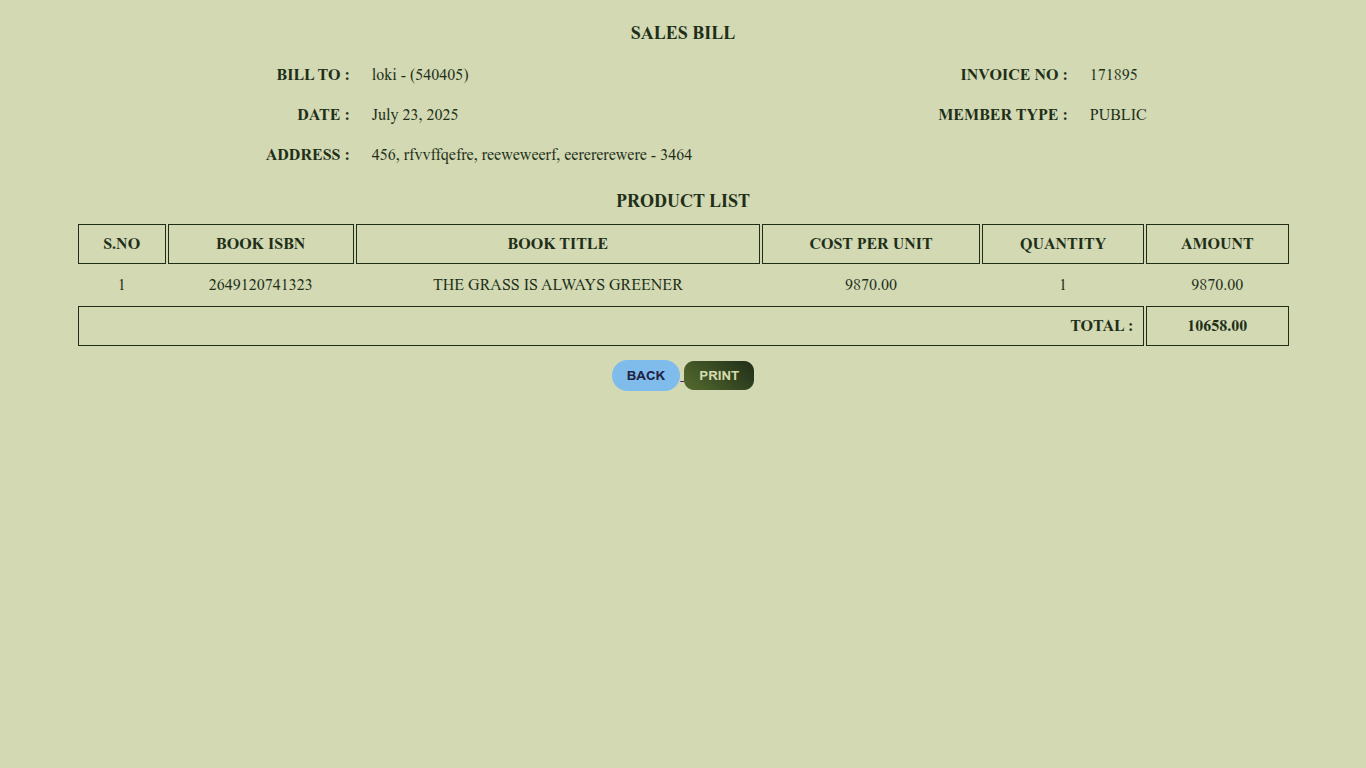 SALES BILL
BILL TO : loki - (540405) INVOICE NO : 171895
DATE : July 23, 2025 MEMBER TYPE : PUBLIC
ADDRESS : 456, rfvvffqefre, reeweweerf, eerererewere - 3464
PRODUCT LIST
S.NO BOOK ISBN BOOK TITLE COST PER UNIT QUANTITY AMOUNT
1 2649120741323 THE GRASS IS ALWAYS GREENER 9870.00 1 9870.00
TOTAL : 10658.00
BACK PRINT